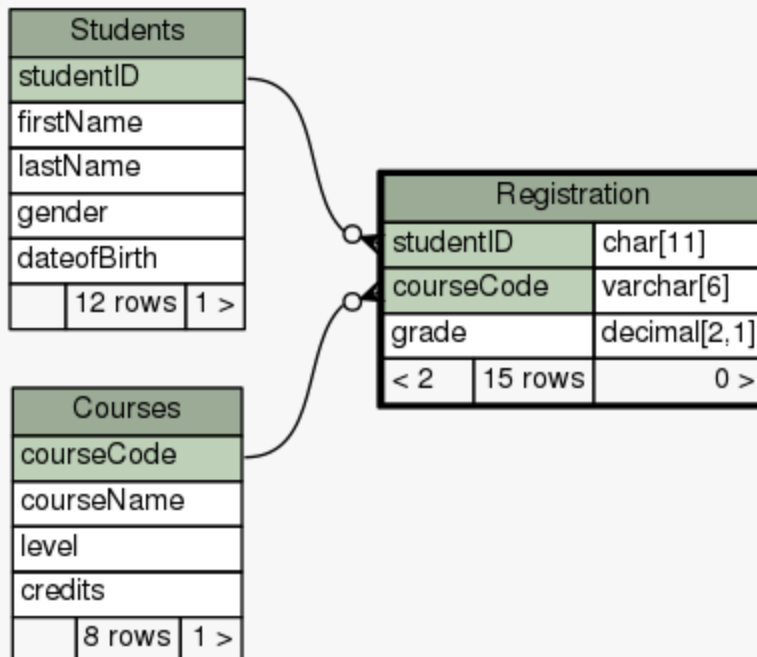 Students
studentID
firstName
lastName
gender
dateofBirth
12 rows 1 >
Registration
studentID char[11]
courseCode varchar[6]
grade decimal[2,1]
< 2 15 rows 0 >
Courses
courseCode
courseName
level
credits
8 rows 1 >